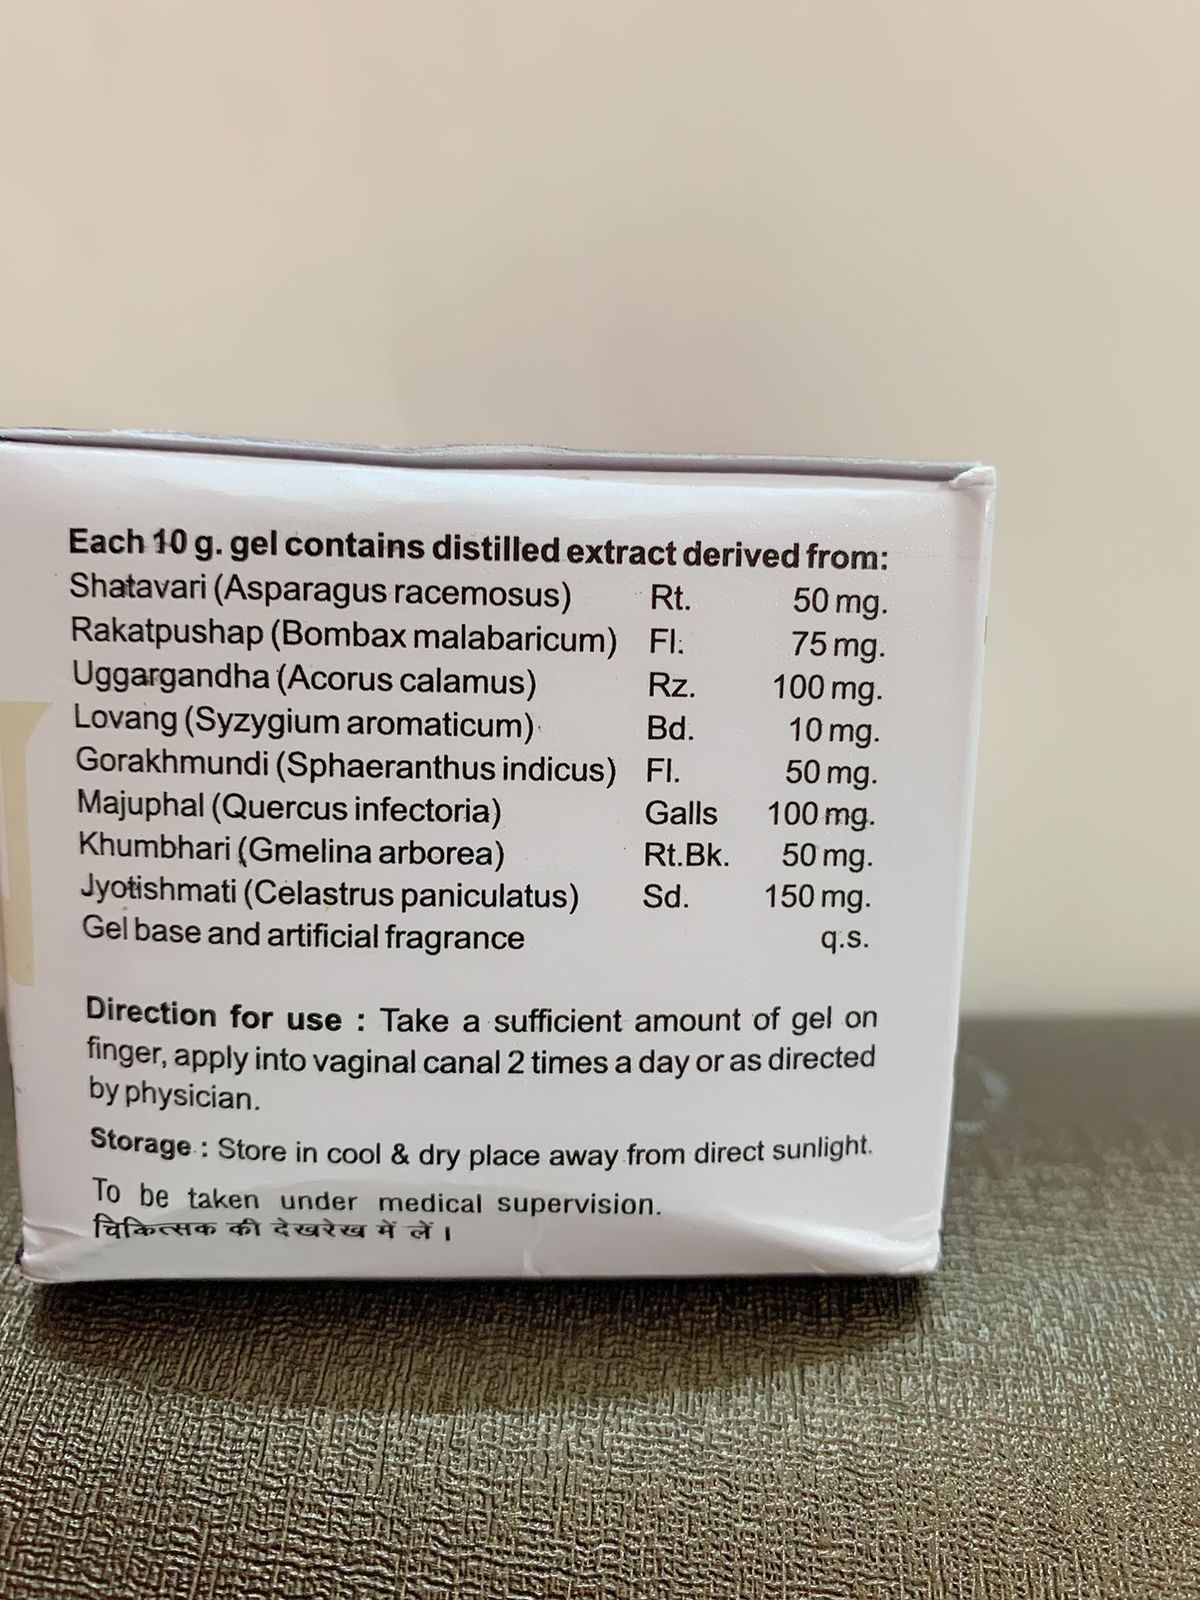 Each 10 g. gel contains distilled extract derived from:
Shatavari (Asparagus racemosus) Rt. 50 mg.
Rakatpushap (Bombax malabaricum) Fl. 75 mg.
Uggargandha (Acorus calamus) Rz. 100 mg.
Lovang (Syzygium aromaticum) Bd. 10 mg.
Gorakhmundi (Sphaeranthus indicus) Fl. 50 mg.
Majuphal (Quercus infectoria) Galls 100 mg.
Khumbhari (Gmelina arborea) Rt.Bk. 50 mg.
Jyotishmati (Celastrus paniculatus) Sd. 150 mg.
Gel base and artificial fragrance q.s.
Direction for use : Take a sufficient amount of gel on
finger, apply into vaginal canal 2 times a day or as directed
by physician.
Storage : Store in cool & dry place away from direct sunlight.
To be taken under medical supervision.
चिकित्सक की देखरेख में लें ।